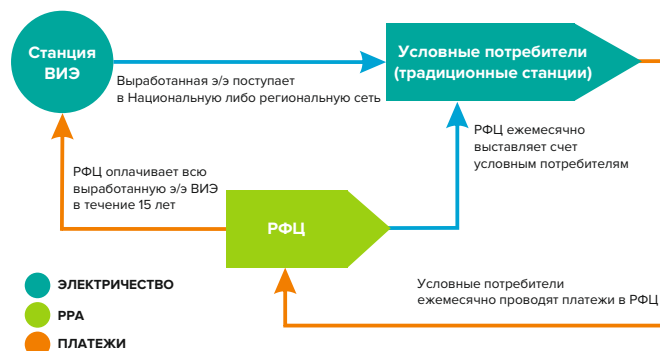 Станция
ВИЭ
Условные потребители
(традиционные станции)
Выработанная э/э поступает
в Национальную либо региональную сеть
РФЦ ежемесячно
выставляет счет
условным потребителям
РФЦ оплачивает всю
выработанную э/э ВИЭ
в течение 15 лет
РФЦ
ЭЛЕКТРИЧЕСТВО
PPA
ПЛАТЕЖИ
Условные потребители
ежемесячно проводят платежи в РФЦ